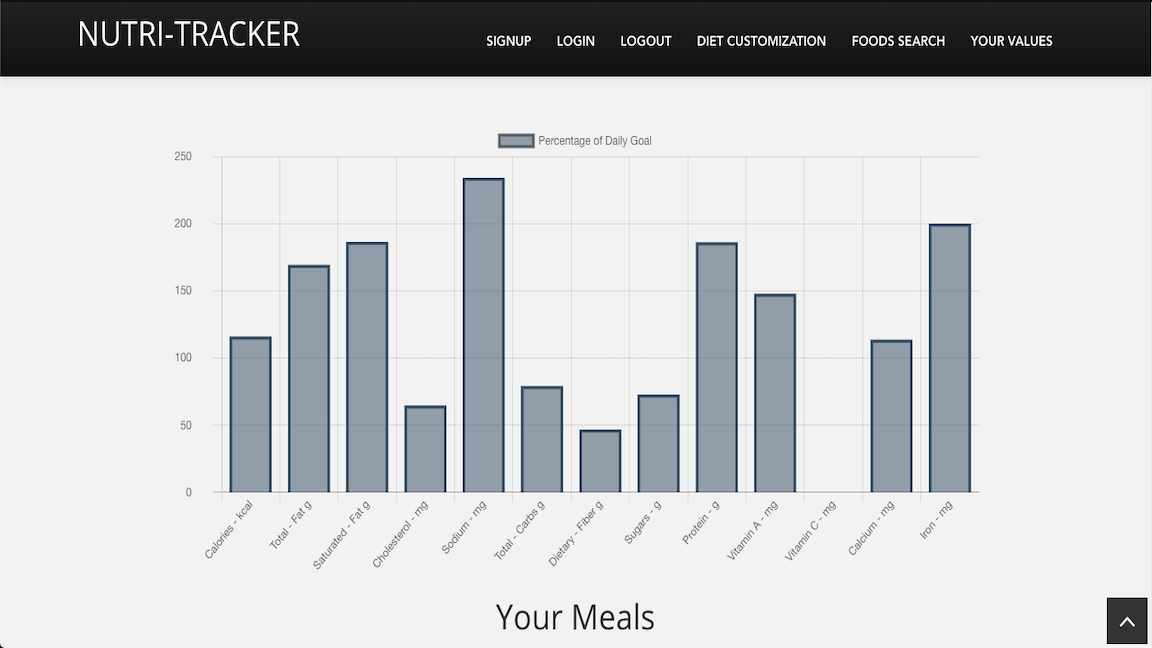 NUTRI-TRACKER
SIGNUP LOGIN LOGOUT DIET CUSTOMIZATION FOODS SEARCH YOUR VALUES
Percentage of Daily Goal
250
200
150
100
50
0
Calories - kcal
Total - Fat g
Saturated - Fat g
Cholesterol - mg
Sodium - mg
Total - Carbs g
Dietary - Fiber g
Sugars - g
Protein - g
Vitamin A - mg
Vitamin C - mg
Calcium - mg
Iron - mg
Your Meals